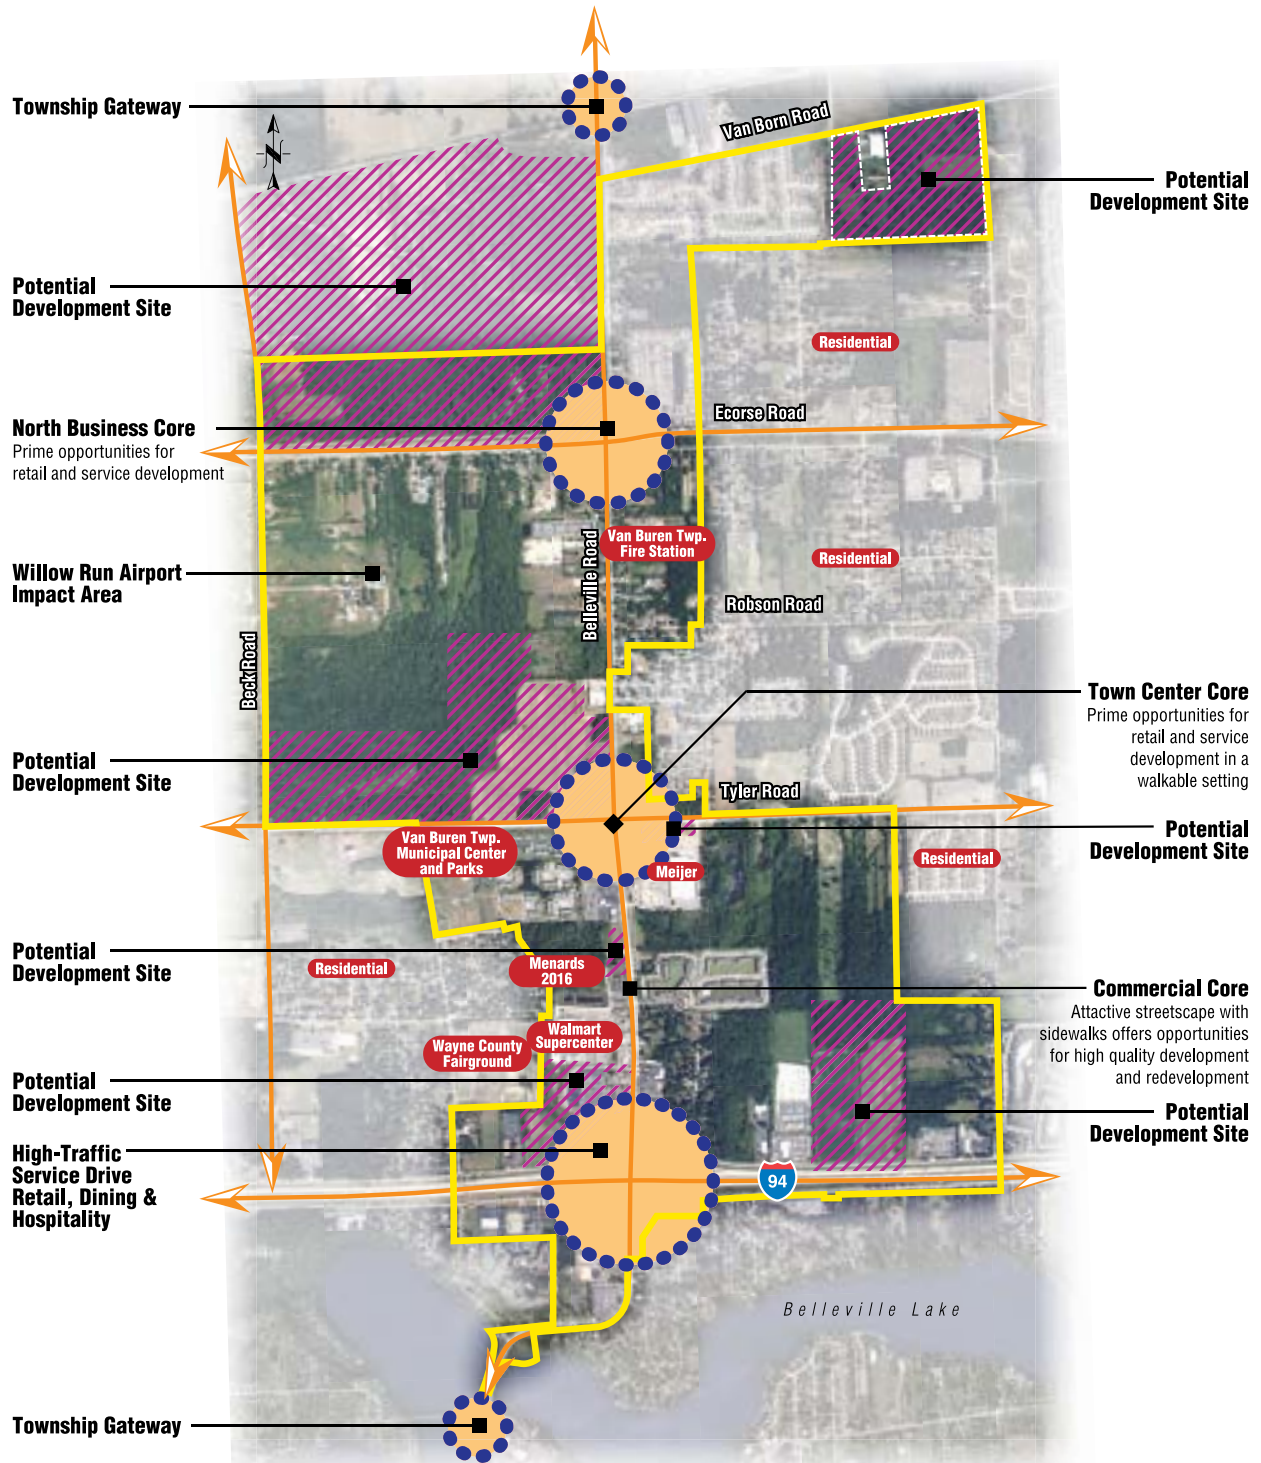 Township Gateway
N
Van Born Road
Potential
Development Site
Potential
Development Site
Residential
Ecorse Road
North Business Core
Prime opportunities for
retail and service development
Belleville Road
Van Buren Twp.
Fire Station
Residential
Willow Run Airport
Impact Area
Robson Road
Beck Road
Town Center Core
Prime opportunities for
retail and service
development in a
walkable setting
Potential
Development Site
Tyler Road
Potential
Development Site
Van Buren Twp.
Municipal Center
and Parks
Meijer
Residential
Potential
Development Site
Residential
Menards
2016
Commercial Core
Attactive streetscape with
sidewalks offers opportunities
for high quality development
and redevelopment
Walmart
Supercenter
Wayne County
Fairground
Potential
Development Site
Potential
Development Site
High-Traffic
Service Drive
Retail, Dining &
Hospitality
94
Belleville Lake
Township Gateway